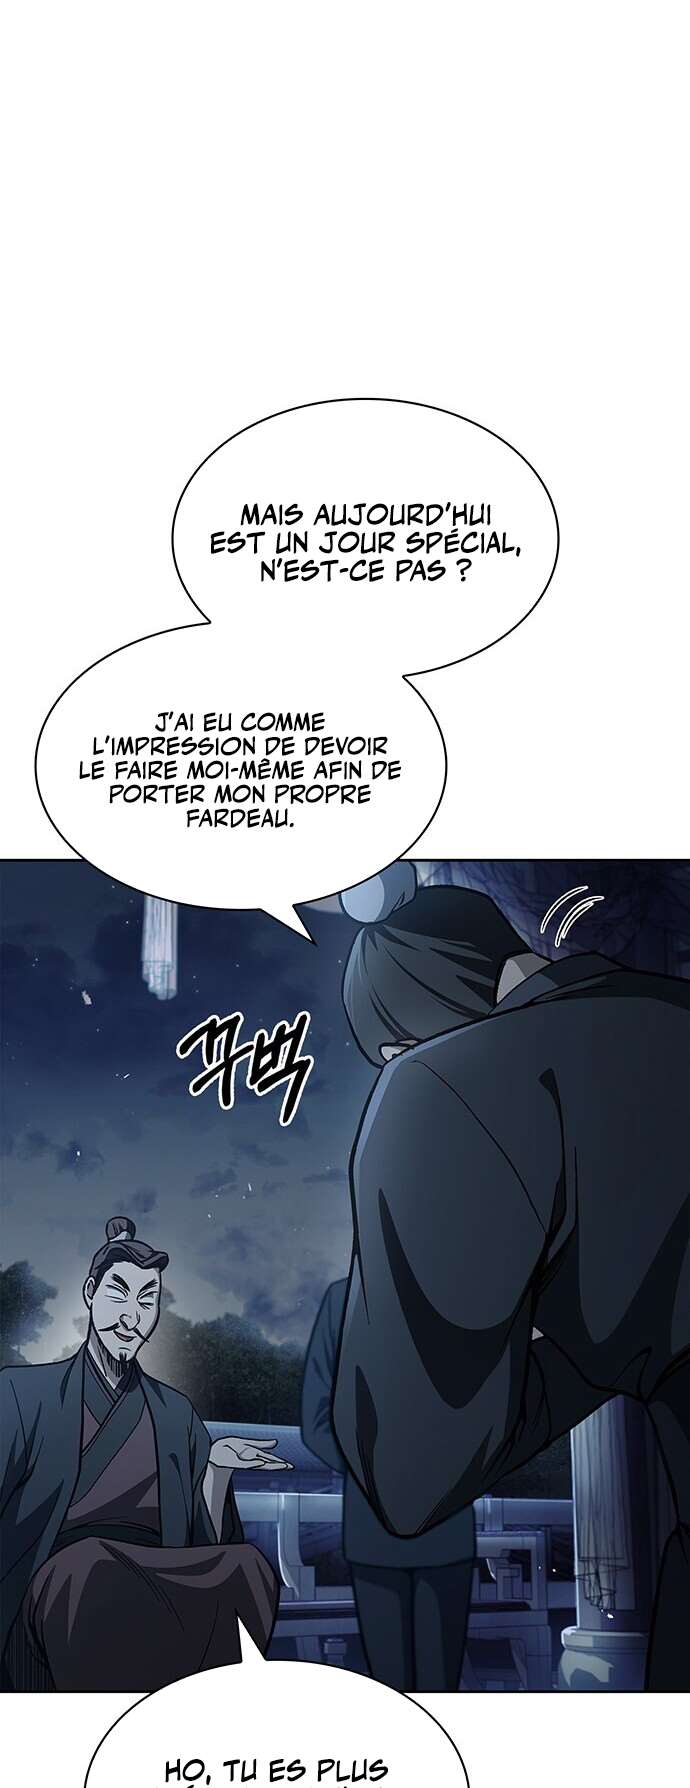 MAIS AUJOURD'HUI
EST UN JOUR SPÉCIAL,
N'EST-CE PAS ?
J'AI EU COMME
L'IMPRESSION DE DEVOIR
LE FAIRE MOI-MÊME AFIN DE
PORTER MON PROPRE
FARDEAU.
꾸벅
HO, TU ES PLUS